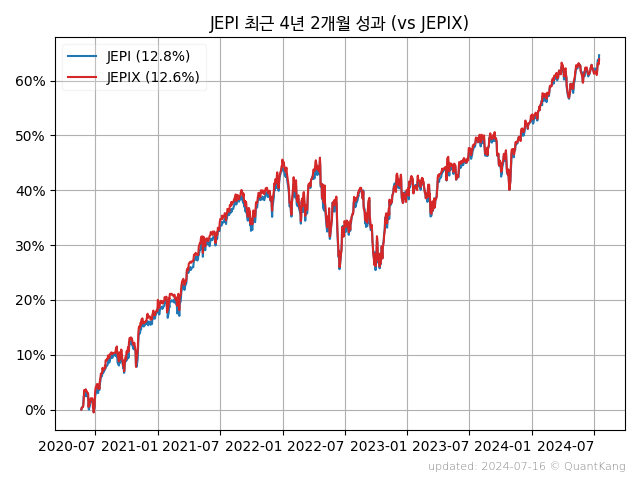 JEPI 최근 4년 2개월 성과 (vs JEPIX)
JEPI (12.8%)
JEPIX (12.6%)
60%
50%
40%
30%
20%
10%
0%
2020-07 2021-01 2021-07 2022-01 2022-07 2023-01 2023-07 2024-01 2024-07
updated: 2024-07-16 © QuantKang